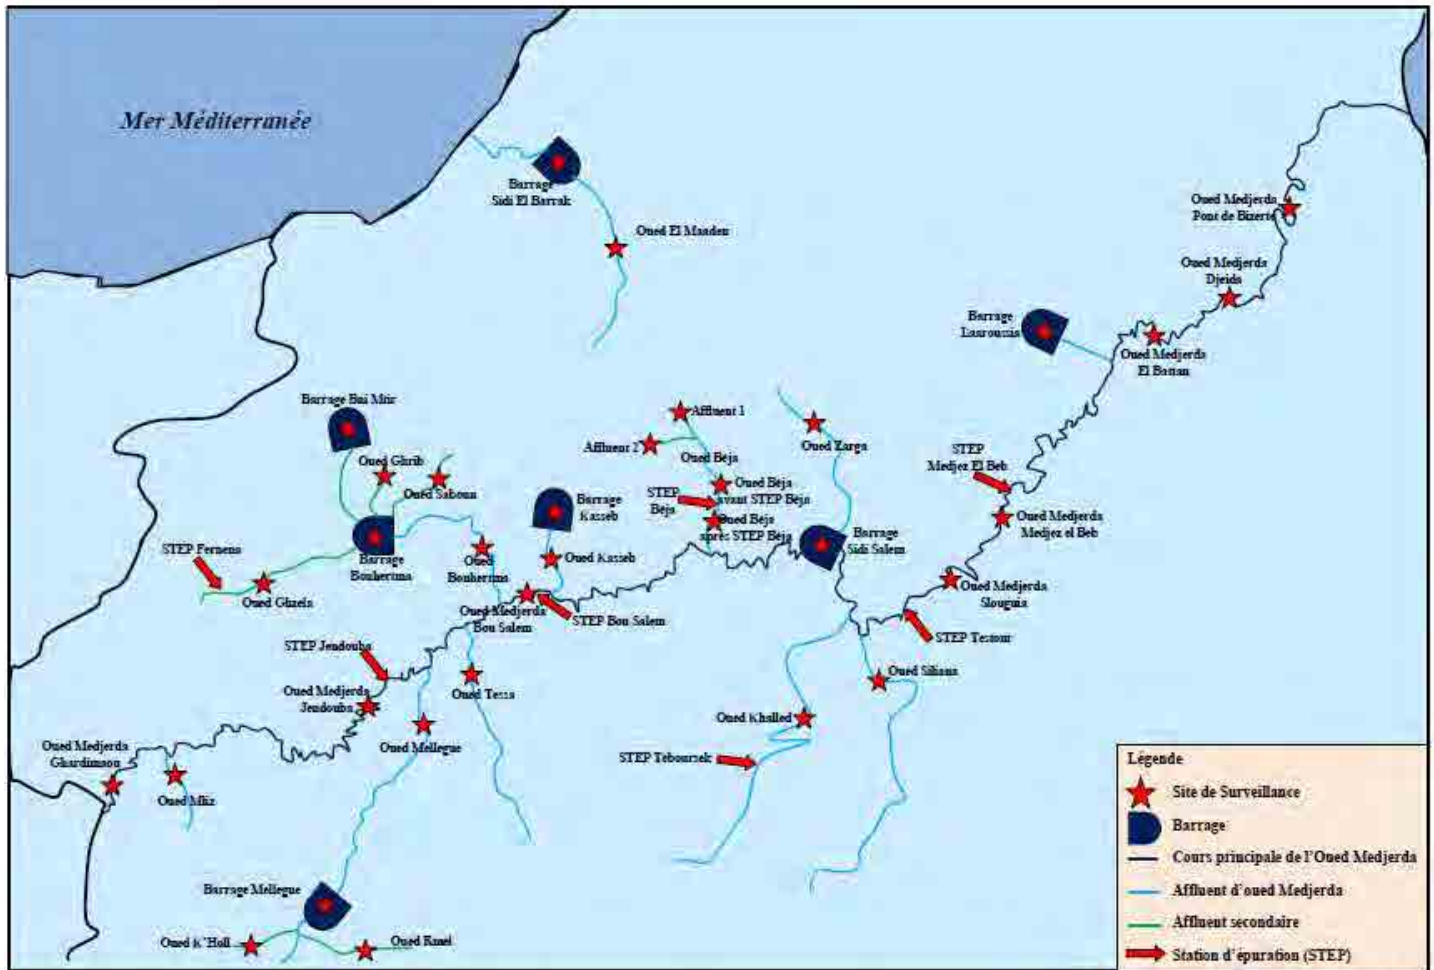 Mer Méditerranée
Barrage
Sidi El Barrak
Oued El Maaden
Oued Medjerda
Pont de Bizerte
Oued Medjerda
Djeida
Barrage
Laaroussia
Oued Medjerda
El Battan
Barrage Bni Mtir
Oued Ghrib
Oued Saboun
Affluent 1
Affluent 2
Oued Béja
Oued Zarga
STEP
Medjez El Beb
Oued Béja
avant STEP Béja
STEP
Béja
Oued Béja
après STEP Béja
Barrage
Kasseb
Oued Medjerda
Medjez el Beb
STEP Fernena
Barrage
Bouhertma
Oued
Bouhertma
Oued Kasseb
Barrage
Sidi Salem
Oued Ghzela
Oued Medjerda
Bou Salem
STEP Bou Salem
Oued Medjerda
Slouguia
STEP Testour
STEP Jendouba
Oued Medjerda
Jendouba
Oued Tessa
Oued Siliana
Oued Medjerda
Ghardimaou
Oued Mliz
Oued Mellegue
Oued Khalled
STEP Teboursek
Barrage Mellegue
Oued K'Holl
Oued Rmel
Légende
Site de Surveillance
Barrage
Cours principale de l'Oued Medjerda
Affluent d'oued Medjerda
Affluent secondaire
Station d'épuration (STEP)